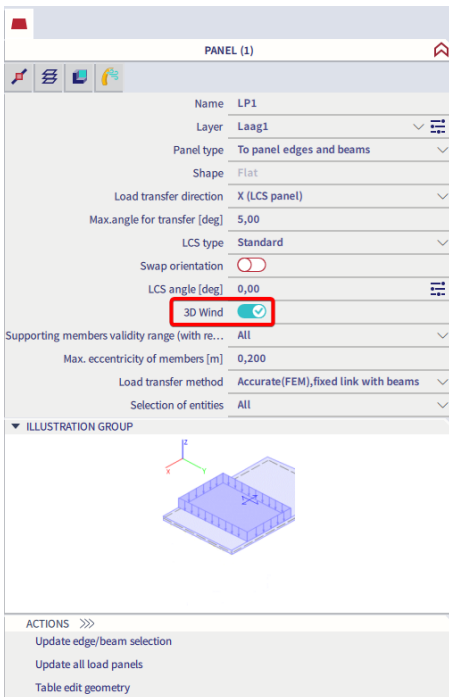 PANEL (1)
Name LP1
Layer Laag1
Panel type To panel edges and beams
Shape Flat
Load transfer direction X (LCS panel)
Max.angle for transfer [deg] 5,00
LCS type Standard
Swap orientation
LCS angle [deg] 0,00
3D Wind
Supporting members validity range (with re... All
Max. eccentricity of members [m] 0,200
Load transfer method Accurate(FEM),fixed link with beams
Selection of entities All
ILLUSTRATION GROUP
z
x y
ACTIONS >>>
Update edge/beam selection
Update all load panels
Table edit geometry